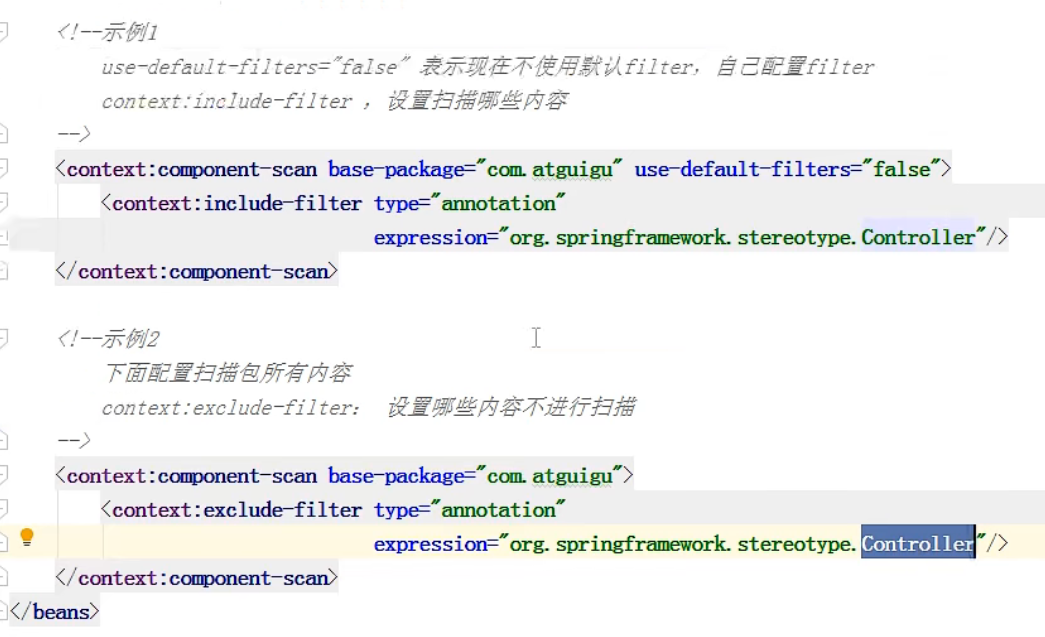 <!--示例1
use-default-filters="false" 表示现在不使用默认filter，自己配置filter
context:include-filter ，设置扫描哪些内容
-->
<context:component-scan base-package="com.atguigu" use-default-filters="false">
<context:include-filter type="annotation"
expression="org.springframework.stereotype.Controller"/>
</context:component-scan>
<!--示例2
下面配置扫描包所有内容
context:exclude-filter： 设置哪些内容不进行扫描
-->
<context:component-scan base-package="com.atguigu">
<context:exclude-filter type="annotation"
expression="org.springframework.stereotype.Controller"/>
</context:component-scan>
</beans>